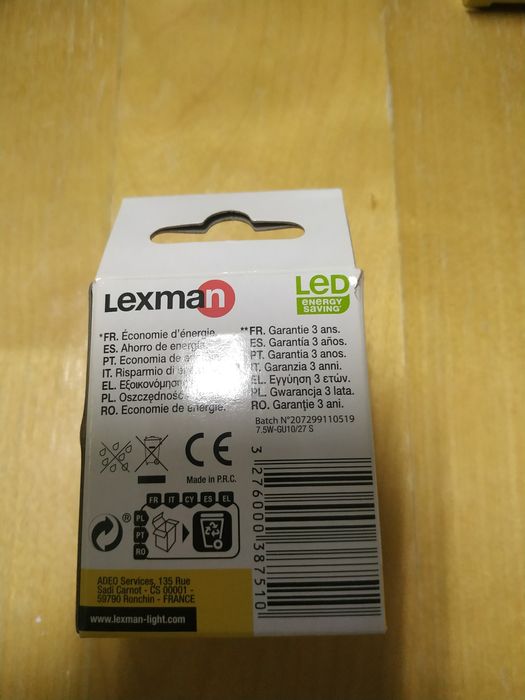 Lexman
LED
ENERGY
SAVING*
*FR. Économie d'énergie.
ES. Ahorro de energía.
PT. Economia de
IT. Risparmio di
EL. Εξοικονόμηση
PL. Oszczędność
RO. Economie de energie.
**FR. Garantie 3 ans.
ES. Garantía 3 años.
PT. Garantia 3 anos.
IT. Garanzia 3 anni.
EL. Εγγύηση 3 ετών.
PL. Gwarancja 3 lata.
RO. Garanție 3 ani.
Batch N°207299110519
7.5W-GU10/27 S
CE
Made in P.R.C.
FR IT CY ES EL
PL
PT
RO
®
3 276000 387510
ADEO Services, 135 Rue
Sadi Carnot - CS 00001 -
59790 Ronchin - FRANCE
www.lexman-light.com